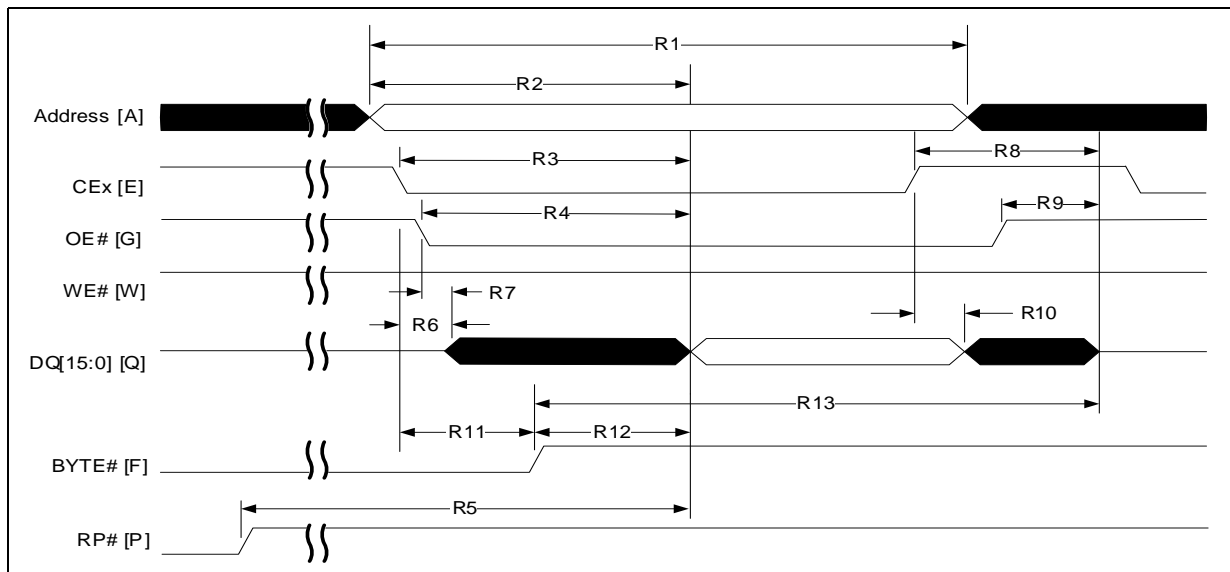 R1
R2
Address [A]
R3
R8
CEx [E]
R4
R9
OE# [G]
WE# [W]
R7
R6
R10
DQ[15:0] [Q]
R13
R11
R12
BYTE# [F]
R5
RP# [P]